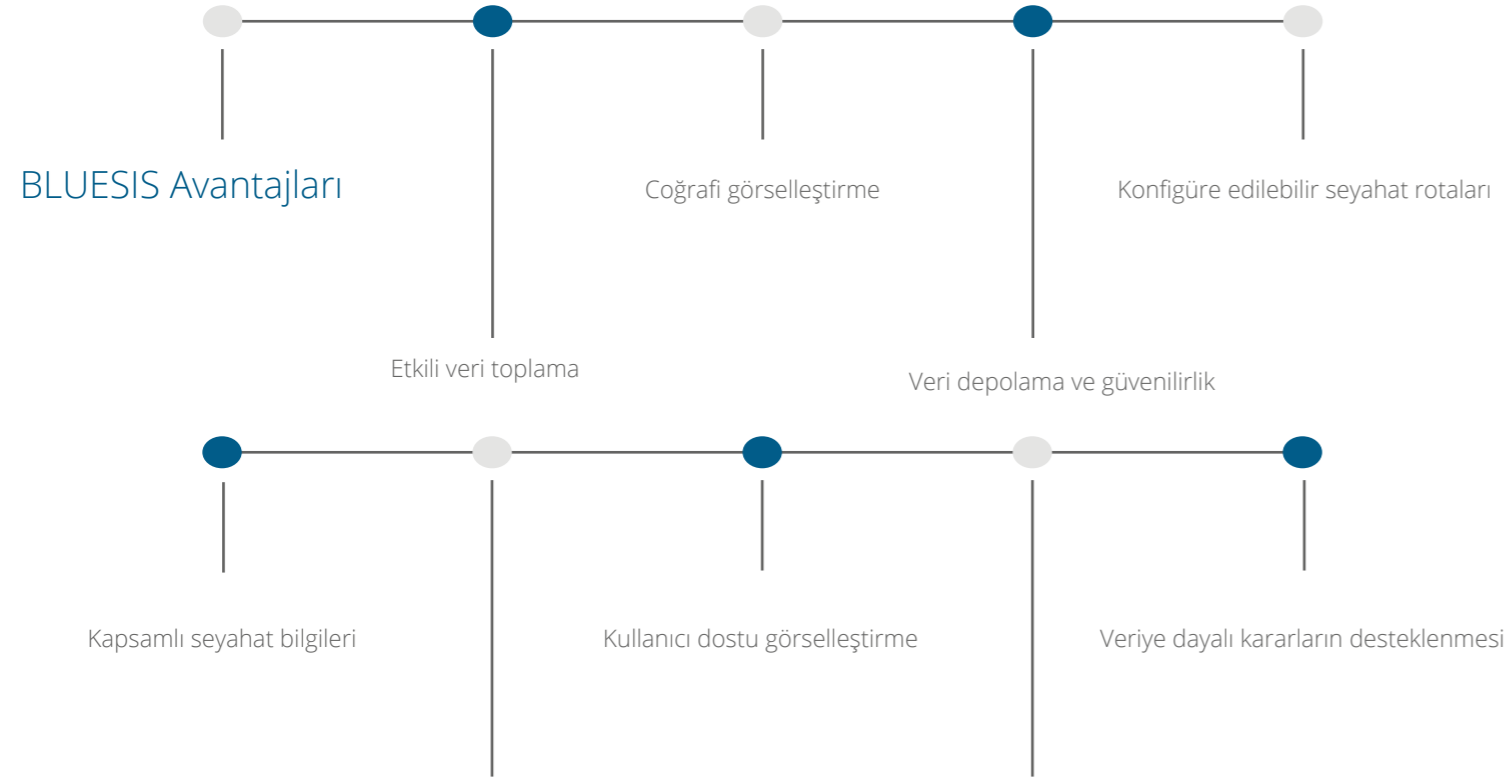 BLUESIS Avantajları
Coğrafi görselleştirme
Konfigüre edilebilir seyahat rotaları
Etkili veri toplama
Veri depolama ve güvenilirlik
Kapsamlı seyahat bilgileri
Kullanıcı dostu görselleştirme
Veriye dayalı kararların desteklenmesi